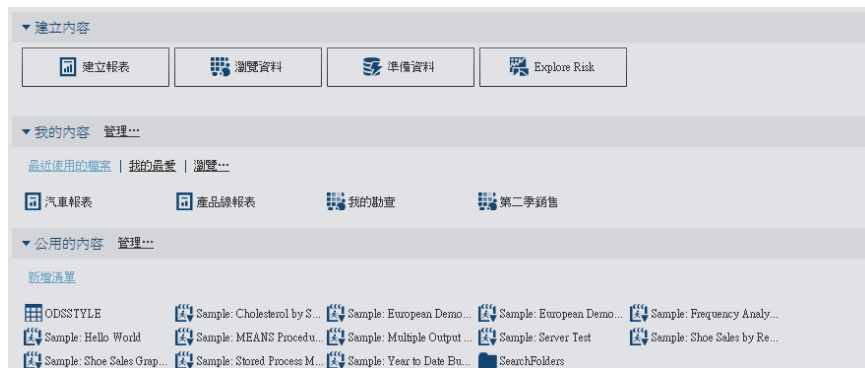 建立內容
建立報表 瀏覽資料 準備資料 Explore Risk
我的內容 管理…
最近使用的檔案 | 我的最愛 | 瀏覽…
汽車報表 產品線報表 我的勘查 第二季銷售
公用的內容 管理…
新增清單
ODSSTYLE Sample: Cholesterol by S... Sample: European Demo... Sample: European Demo... Sample: Frequency Analy...
Sample: Hello World Sample: MEANS Procedu... Sample: Multiple Output ... Sample: Server Test Sample: Shoe Sales by Re...
Sample: Shoe Sales Grap... Sample: Stored Process M... Sample: Year to Date Bu... SearchFolders